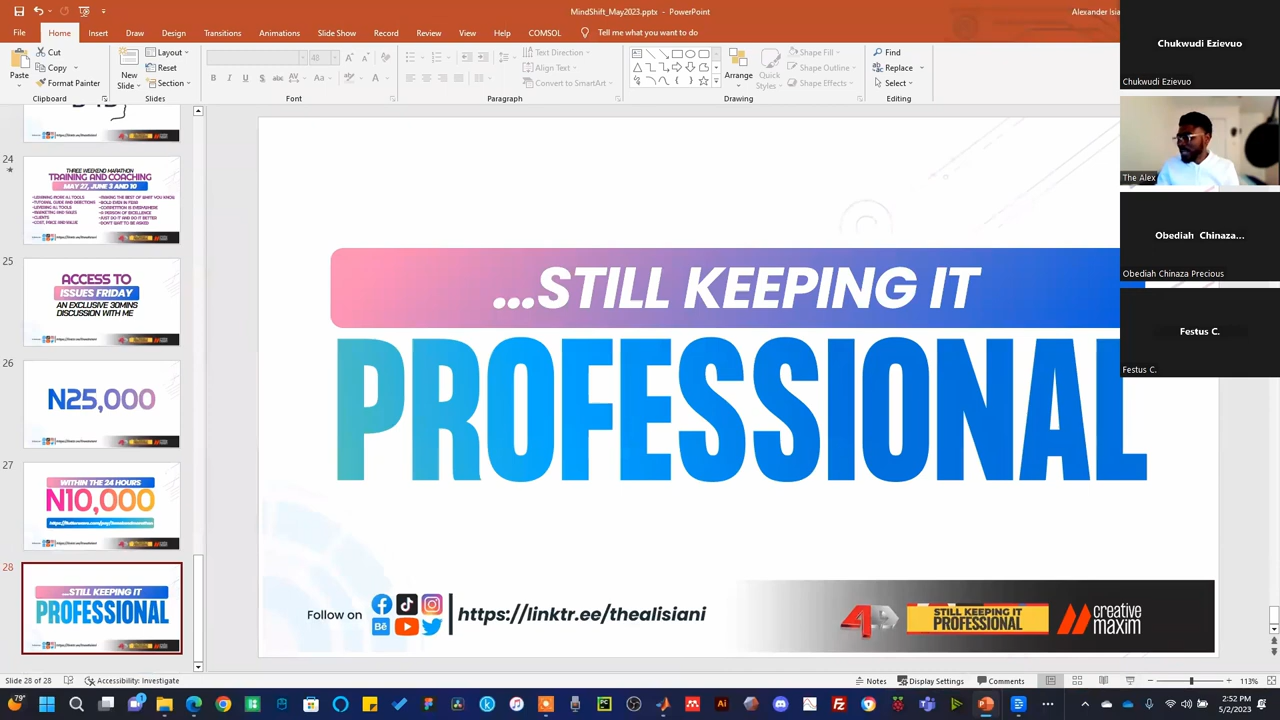 MindShift_May2023.pptx - PowerPoint
Alexander Isia
File Home Insert Draw Design Transitions Animations Slide Show Record Review View Help COMSOL Tell me what you want to do
Cut
Copy
Format Painter
Paste
Clipboard
New
Slide
Layout
Reset
Section
Slides
48
Font
Text Direction
Align Text
Convert to SmartArt
Paragraph
Arrange
Quick
Styles
Shape Fill
Shape Outline
Shape Effects
Drawing
Find
Replace
Select
Editing
24
THREE WEEKEND MARATHON
TRAINING AND COACHING
MAY 27, JUNE 3 AND 10
25
ACCESS TO
ISSUES FRIDAY
AN EXCLUSIVE 30MINS
DISCUSSION WITH ME
26
N25,000
27
WITHIN THE 24 HOURS
N10,000
28
...STILL KEEPING IT
PROFESSIONAL
...STILL KEEPING IT
PROFESSIONAL
Follow on
https://linktr.ee/thealisiani
STILL KEEPING IT
PROFESSIONAL
creative
maxim
Chukwudi Ezievuo
Chukwudi Ezievuo
The Alex
Obediah Chinaza...
Obediah Chinaza Precious
Festus C.
Festus C.
Slide 28 of 28
Accessibility: Investigate
Notes
Display Settings
Comments
113%
79°
2:52 PM
5/2/2023